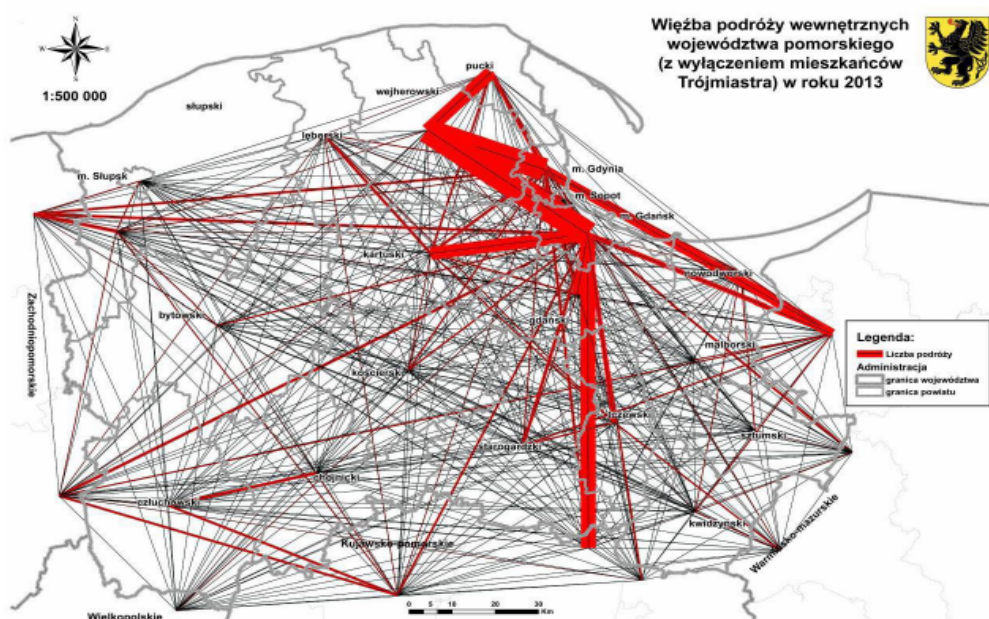 Więźba podróży wewnętrznych
województwa pomorskiego
(z wyłączeniem mieszkańców
Trójmiastra) w roku 2013
N
W
E
S
1:500 000
pucki
wejherowski
słupski
lęborski
m. Słupsk
m. Gdynia
m. Sopot
m. Gdańsk
kartuski
nowodworski
Zachodniopomorskie
bytowski
gdański
malborski
kościerski
starogardzki
sztumski
chojnicki
człuchowski
kwidzyński
Kujawsko-pomorskie
Warmińsko-mazurskie
Wielkopolskie
Legenda:
Liczba podróży
Administracja
granica województwa
granica powiatu
0 5 10 20 30
Km